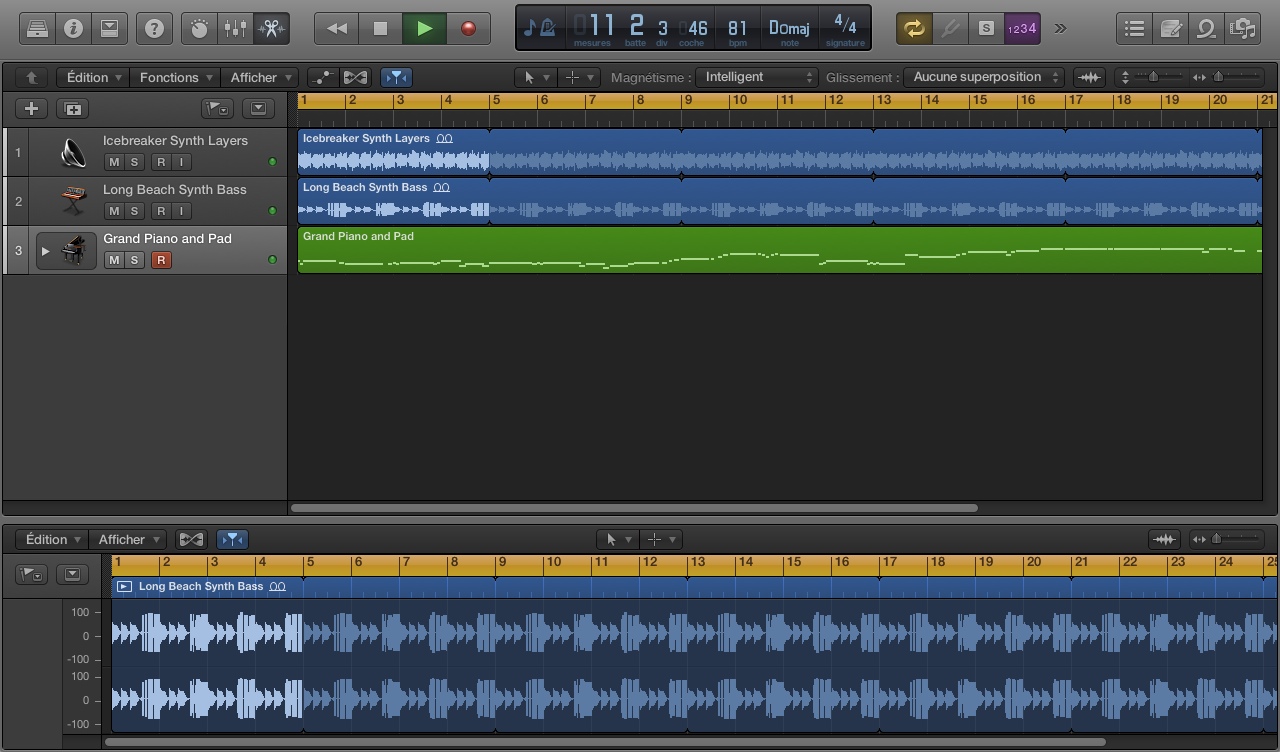 11 2 3 46 81 Domaj 4/4
mesures batte div coche bpm note signature
S 1234
Édition Fonctions Afficher Magnétisme : Intelligent Glissement : Aucune superposition
1 2 3 4 5 6 7 8 9 10 11 12 13 14 15 16 17 18 19 20 21
1 Icebreaker Synth Layers
M S R I
Icebreaker Synth Layers
2 Long Beach Synth Bass
M S R I
Long Beach Synth Bass
3 Grand Piano and Pad
M S R
Grand Piano and Pad
Édition Afficher
1 2 3 4 5 6 7 8 9 10 11 12 13 14 15 16 17 18 19 20 21 22 23 24 25
Long Beach Synth Bass
100
0
-100
100
0
-100